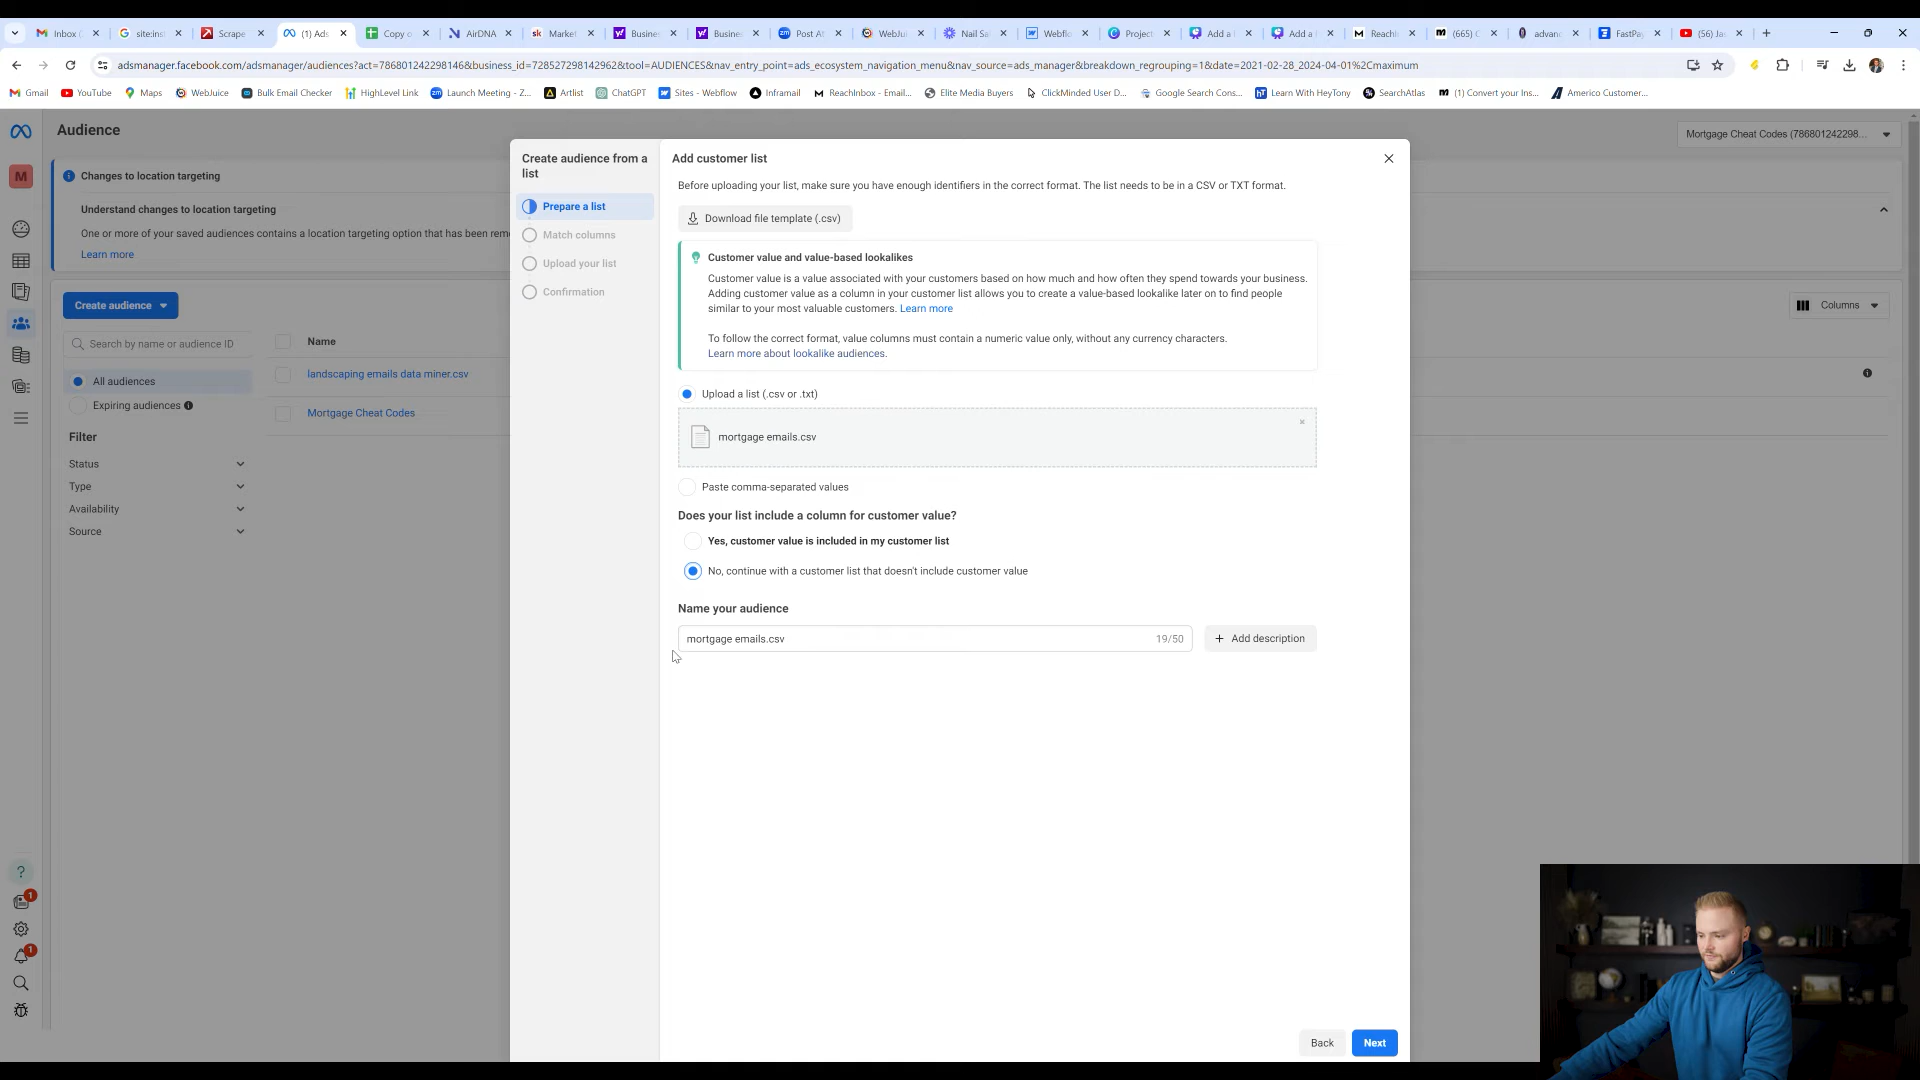 Inbox (
site:inst
Scrape
(1) Ads
Copy o
AirDNA
Market
Busine
Busine
Post At
WebJu
Nail Sa
Webfl
Project
Add a
Add a
Reachi
(665) C
advan
FastPa
(56) Ja
adsmanager.facebook.com/adsmanager/audiences?act=786801242298146&business_id=728527298142962&tool=AUDIENCES&nav_entry_point=ads_ecosystem_navigation_menu&nav_source=ads_manager&breakdown_regrouping=1&date=2021-02-28_2024-04-01%2Cmaximum
Gmail
YouTube
Maps
WebJuice
Bulk Email Checker
HighLevel Link
Launch Meeting - Z...
Artlist
ChatGPT
Sites - Webflow
Inframail
ReachInbox - Email...
Elite Media Buyers
ClickMinded User D...
Google Search Cons...
Learn With HeyTony
SearchAtlas
(1) Convert your Ins...
Americo Customer...
Audience
Mortgage Cheat Codes (7868012422298...
M
Changes to location targeting
Understand changes to location targeting
One or more of your saved audiences contains a location targeting option that has been rem
Learn more
Create audience
Columns
Search by name or audience ID
Name
All audiences
landscaping emails data miner.csv
Expiring audiences
Mortgage Cheat Codes
Filter
Status
Type
Availability
Source
Create audience from a
list
Prepare a list
Match columns
Upload your list
Confirmation
Add customer list
Before uploading your list, make sure you have enough identifiers in the correct format. The list needs to be in a CSV or TXT format.
Download file template (.csv)
Customer value and value-based lookalikes
Customer value is a value associated with your customers based on how much and how often they spend towards your business.
Adding customer value as a column in your customer list allows you to create a value-based lookalike later on to find people
similar to your most valuable customers. Learn more
To follow the correct format, value columns must contain a numeric value only, without any currency characters.
Learn more about lookalike audiences.
Upload a list (.csv or .txt)
mortgage emails.csv
Paste comma-separated values
Does your list include a column for customer value?
Yes, customer value is included in my customer list
No, continue with a customer list that doesn't include customer value
Name your audience
mortgage emails.csv
19/50
Add description
Back
Next
1
1